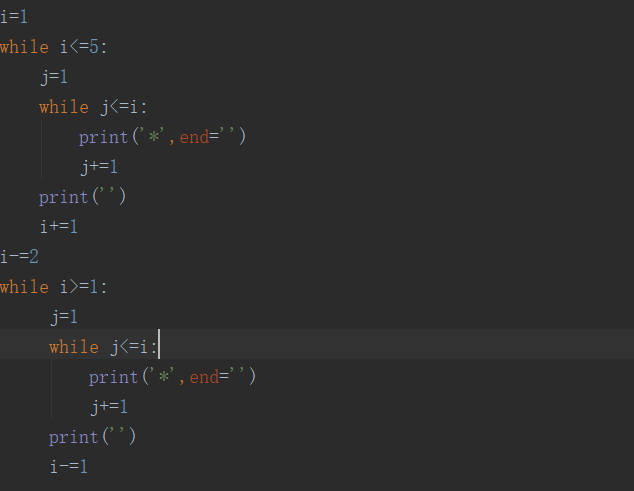 i=1
while i<=5:
    j=1
    while j<=i:
        print('*',end='')
        j+=1
    print('')
    i+=1
i-=2
while i>=1:
     j=1
     while j<=i:
         print('*',end='')
         j+=1
     print('')
     i-=1